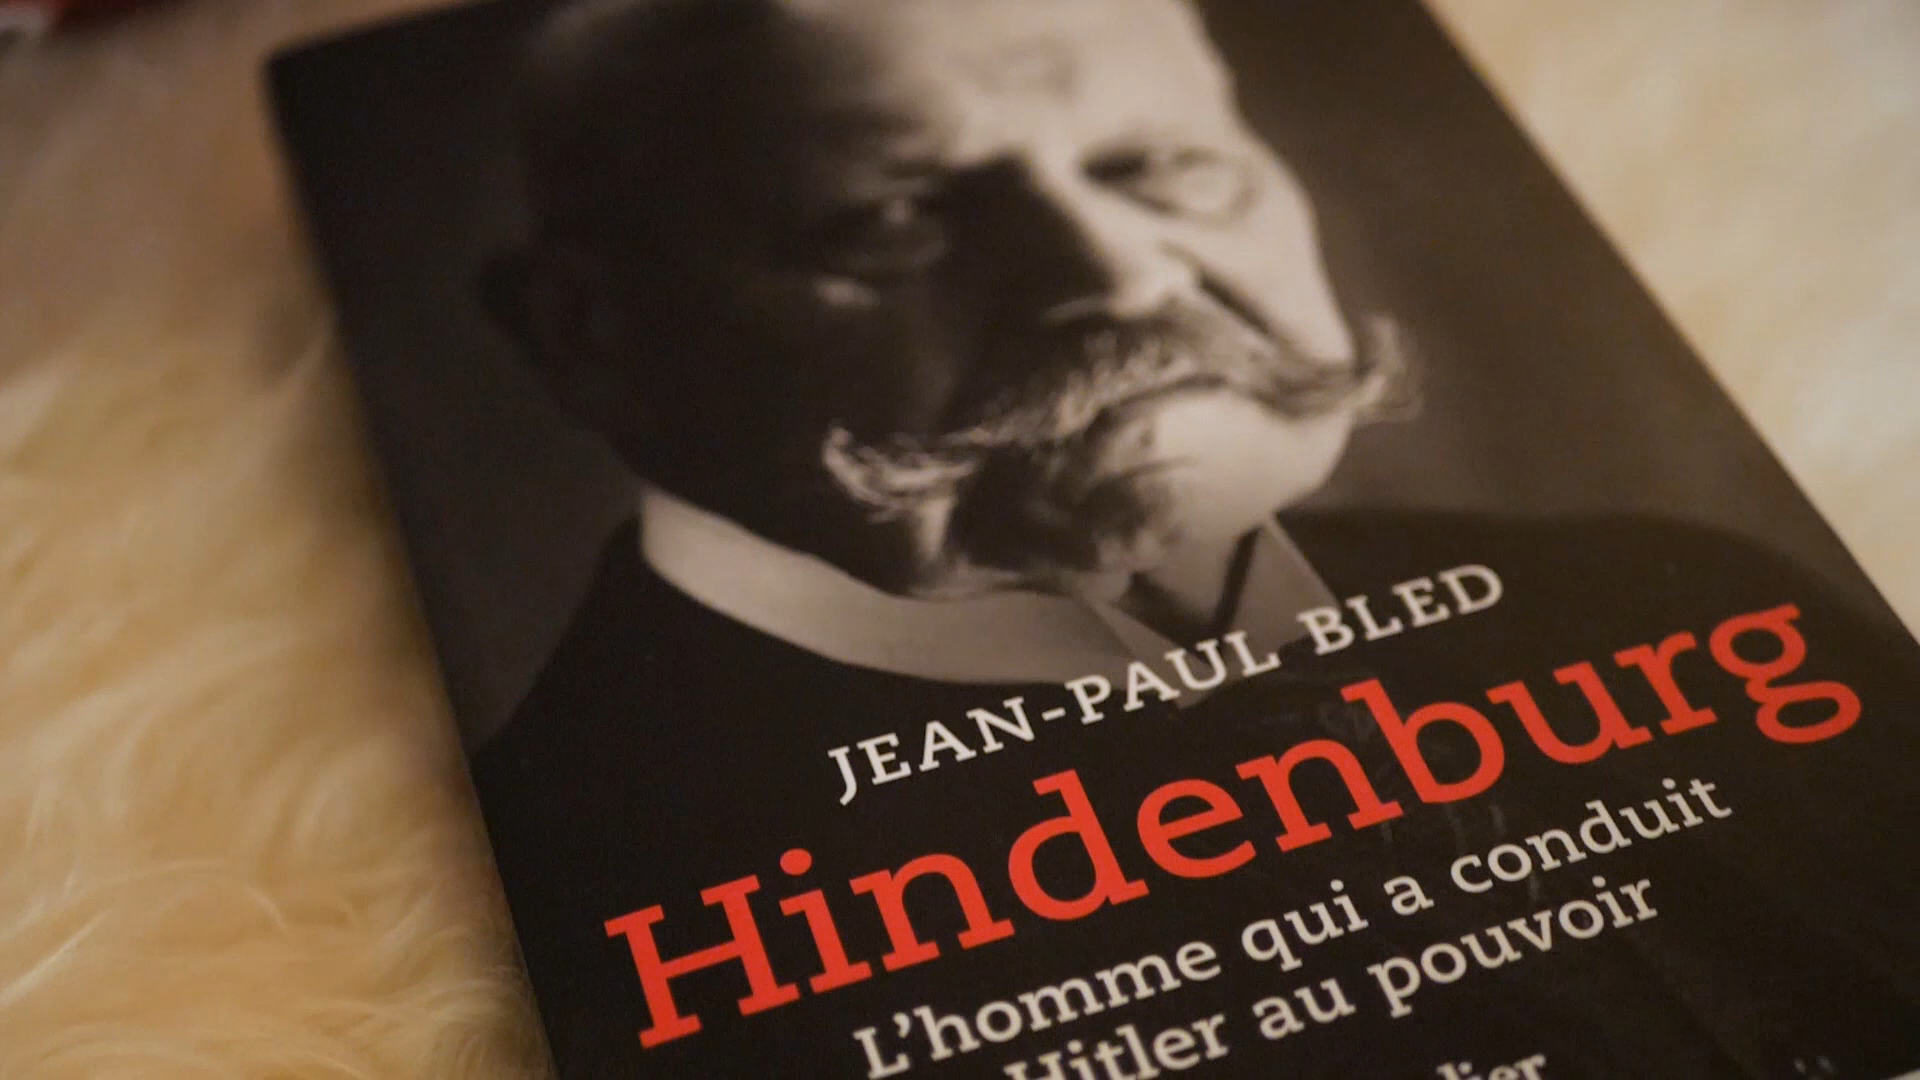 JEAN-PAUL BLED
Hindenburg
L'homme qui a conduit
Hitler au pouvoir